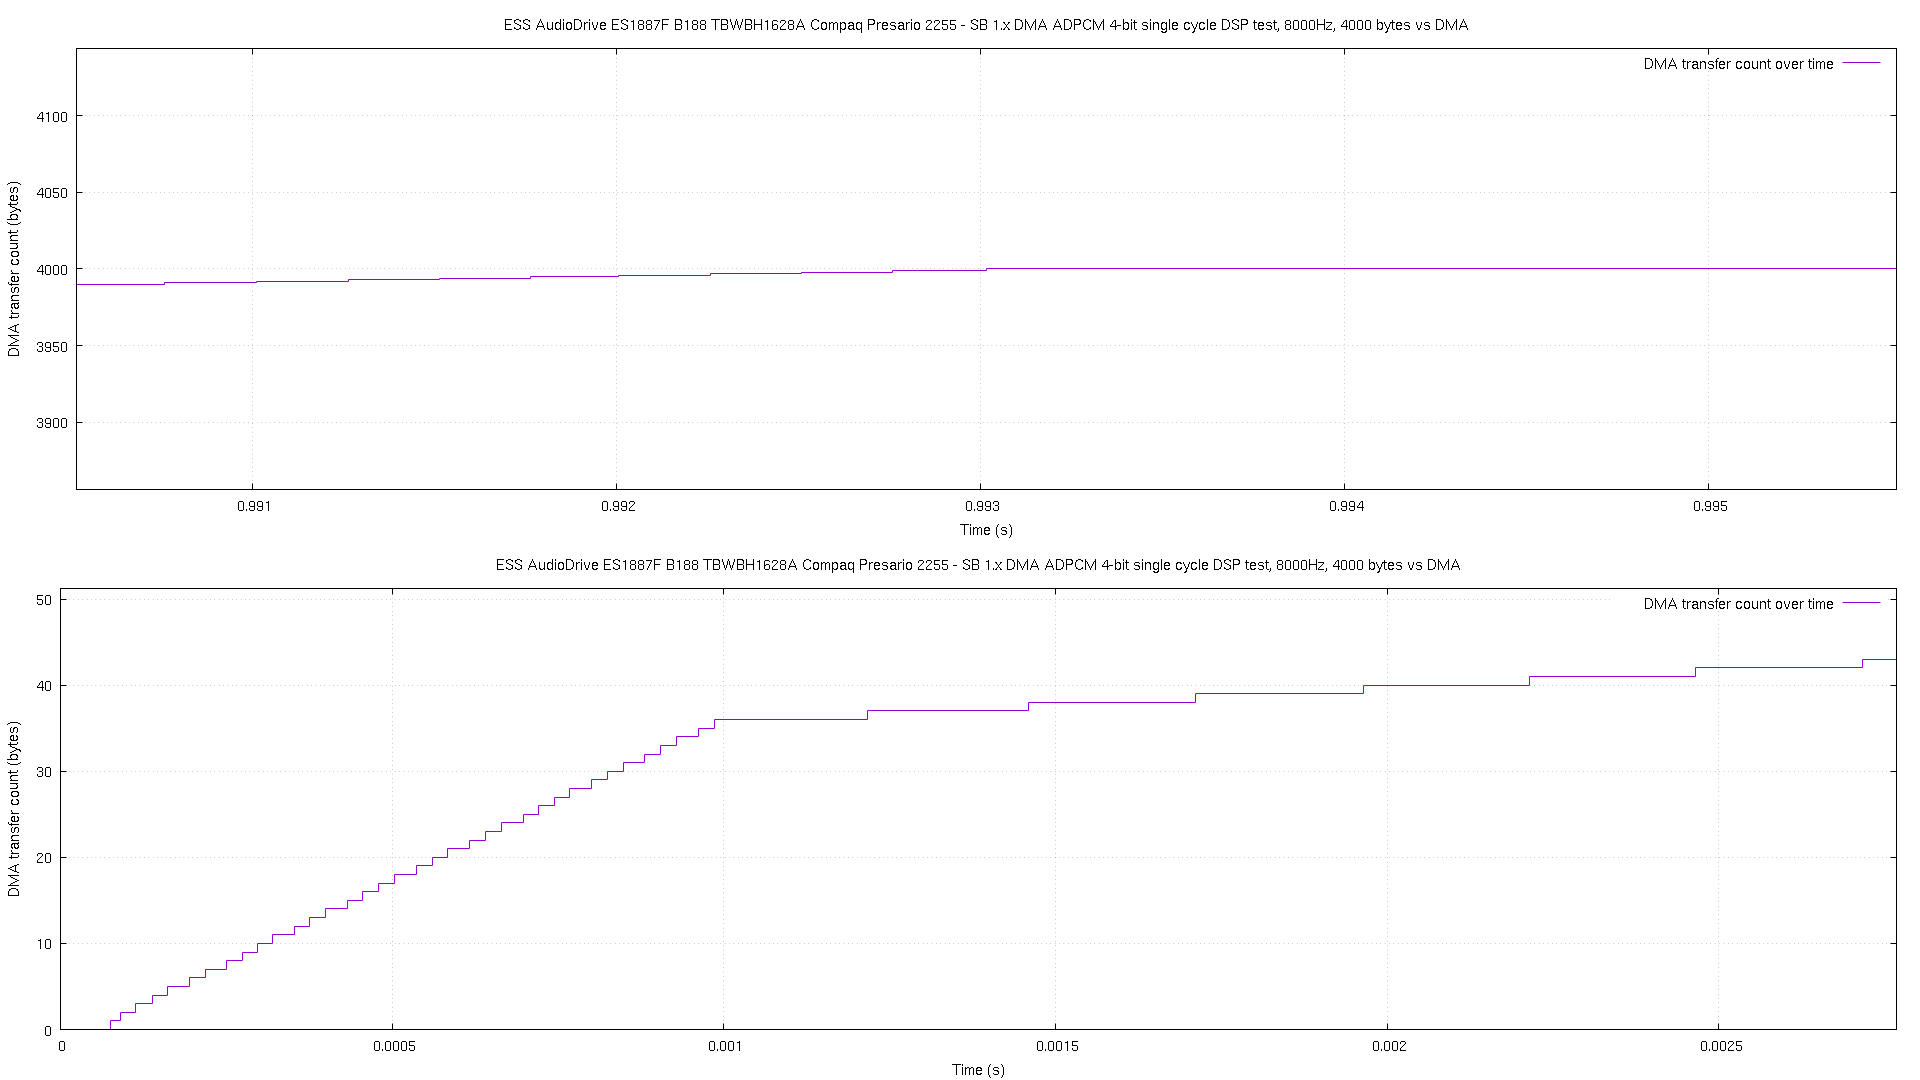 ESS AudioDrive ES1887F B188 TBWBH1628A Compaq Presario 2255 - SB 1.x DMA ADPCM 4-bit single cycle DSP test, 8000Hz, 4000 bytes vs DMA
DMA transfer count over time
4100
4050
4000
3950
3900
DMA transfer count (bytes)
0.991 0.992 0.993 0.994 0.995
Time (s)
ESS AudioDrive ES1887F B188 TBWBH1628A Compaq Presario 2255 - SB 1.x DMA ADPCM 4-bit single cycle DSP test, 8000Hz, 4000 bytes vs DMA
DMA transfer count over time
50
40
30
20
10
0
DMA transfer count (bytes)
0 0.0005 0.001 0.0015 0.002 0.0025
Time (s)